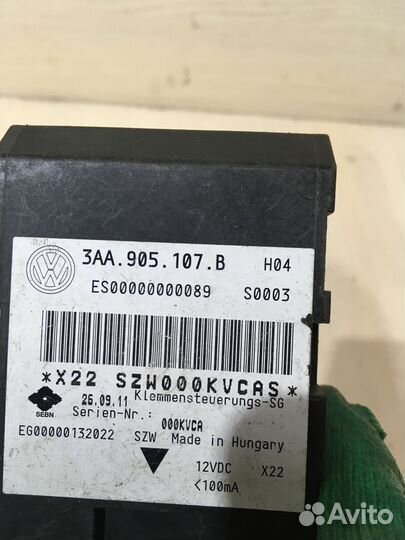 3AA.905.107.B H04
ES00000000089 S0003
*X22 SZW000KVCAS*
26.09.11 Klemmensteuerungs-SG
SEBN Serien-Nr.: 000KVCA
EG00000132022 SZW Made in Hungary
12VDC X22
<100mA
Avito